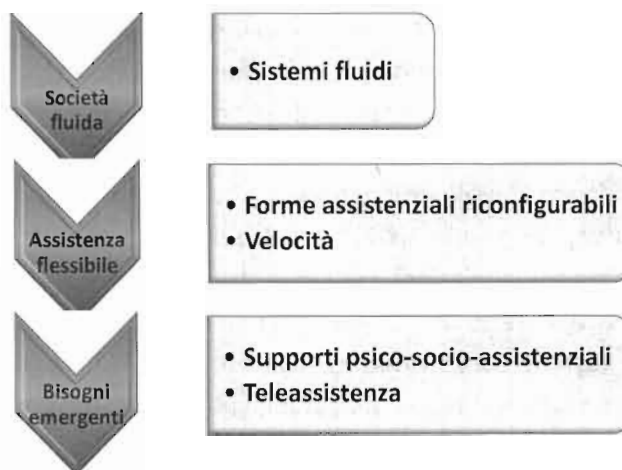 Società
fluida
• Sistemi fluidi
Assistenza
flessibile
• Forme assistenziali riconfigurabili
• Velocità
Bisogni
emergenti
• Supporti psico-socio-assistenziali
• Teleassistenza